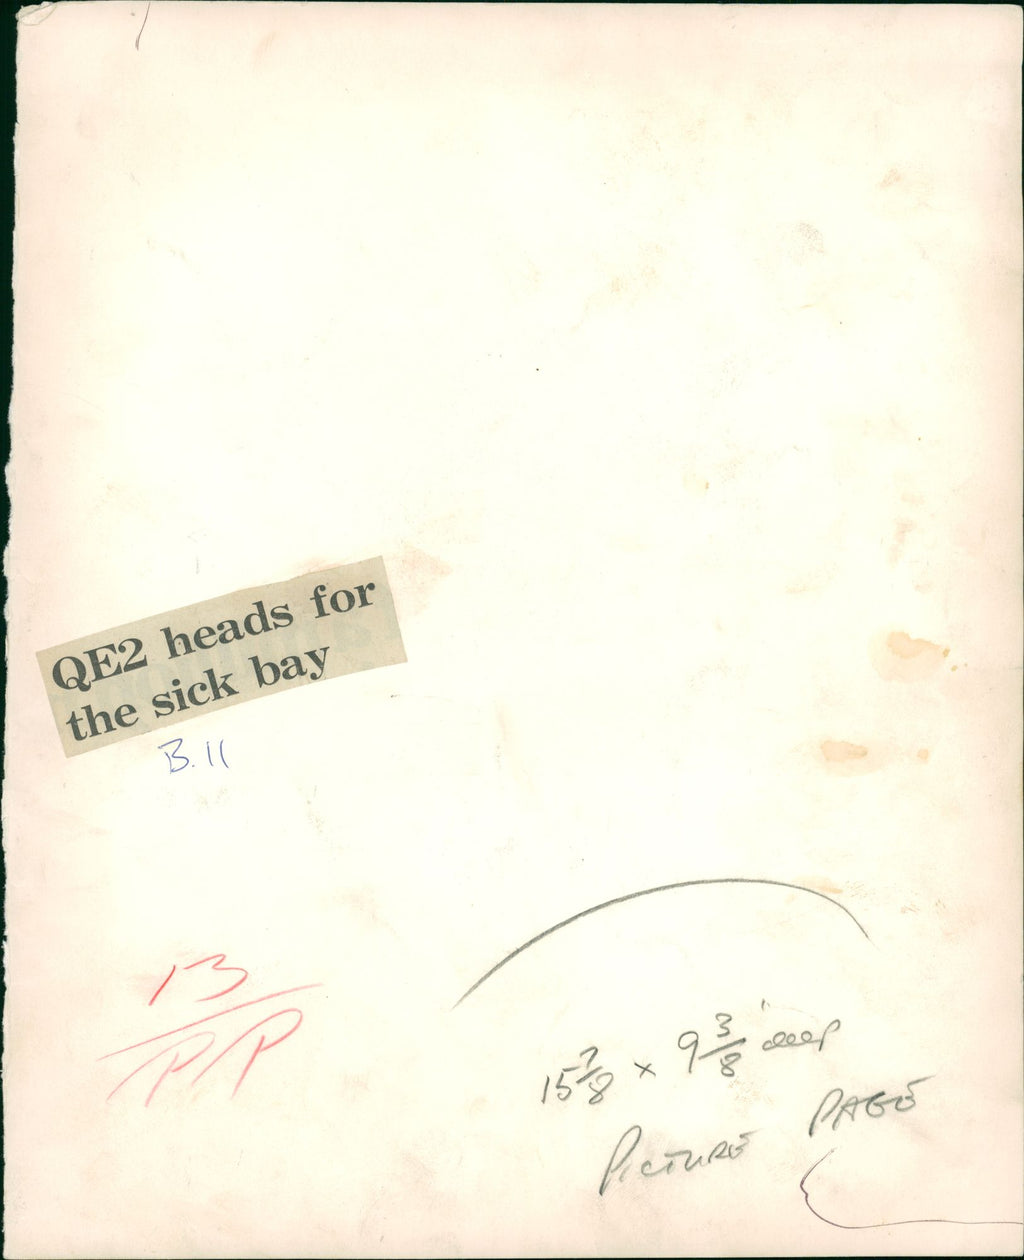 QE2 heads for
the sick bay
B.11
13
PP
15 7/8 x 9 3/8 deep
PICTURE PAGE